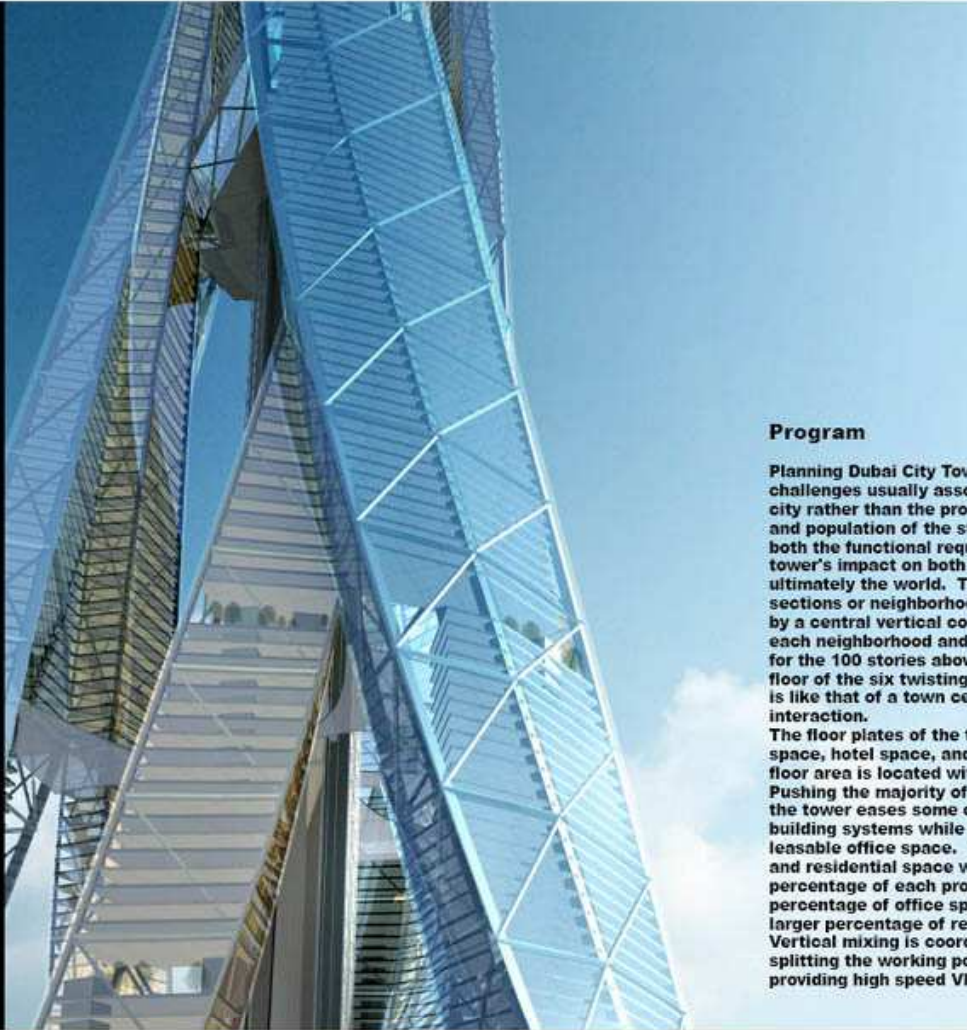 Program
Planning Dubai City Tow
challenges usually asso
city rather than the pro
and population of the s
both the functional requ
tower's impact on both
ultimately the world. T
sections or neighborhoo
by a central vertical co
each neighborhood and
for the 100 stories abov
floor of the six twisting
is like that of a town ce
interaction.
The floor plates of the t
space, hotel space, and
floor area is located wi
Pushing the majority of
the tower eases some o
building systems while
leasable office space.
and residential space v
percentage of each pro
percentage of office sp
larger percentage of re
Vertical mixing is coord
splitting the working po
providing high speed VI